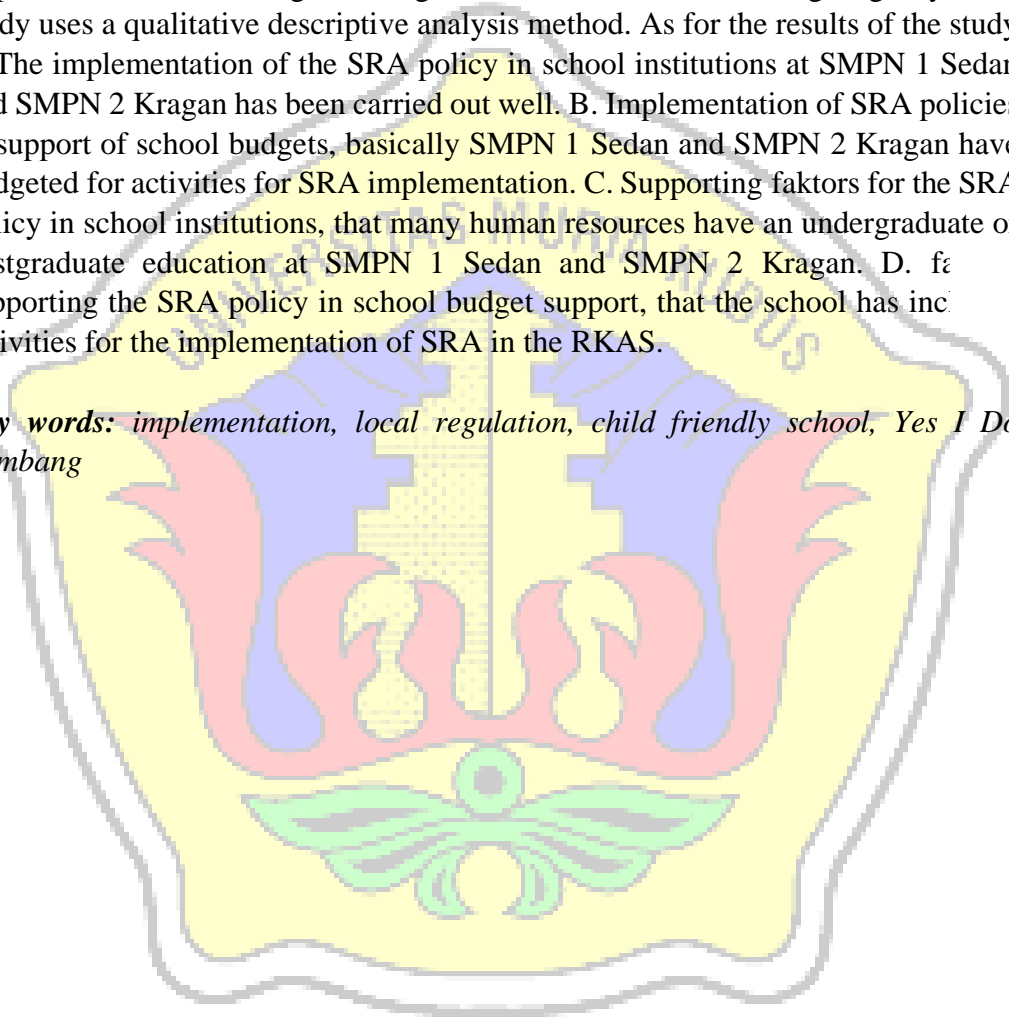 dy uses a qualitative descriptive analysis method. As for the results of the study
The implementation of the SRA policy in school institutions at SMPN 1 Sedan
d SMPN 2 Kragan has been carried out well. B. Implementation of SRA policies
support of school budgets, basically SMPN 1 Sedan and SMPN 2 Kragan have
dgeted for activities for SRA implementation. C. Supporting faktors for the SRA
licy in school institutions, that many human resources have an undergraduate or
stgraduate education at SMPN 1 Sedan and SMPN 2 Kragan. D. fa
pporting the SRA policy in school budget support, that the school has incl
tivities for the implementation of SRA in the RKAS.
y words: implementation, local regulation, child friendly school, Yes I Do
mbang
UNIVERSITAS MURIA KUDUS